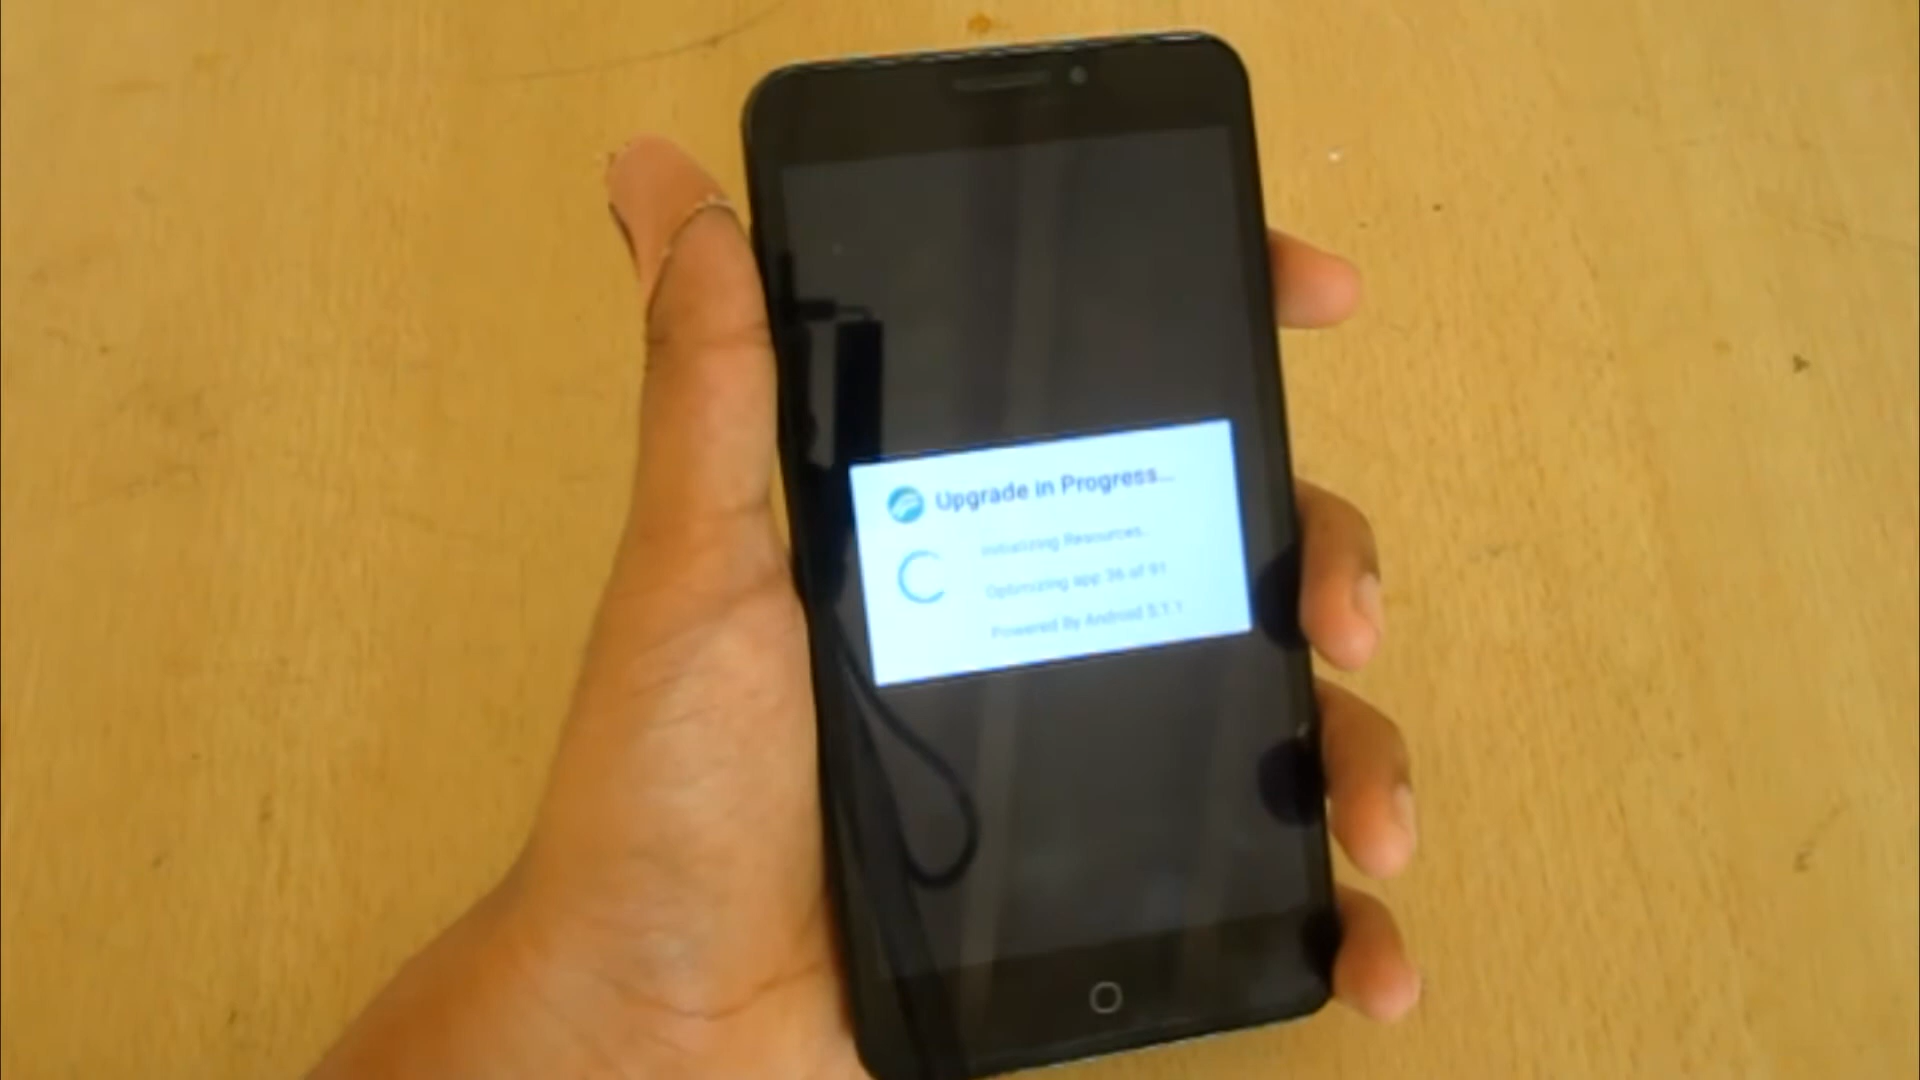 Upgrade in Progress...
Initializing Resources..
Optimizing app 36 of 91
Powered By Android 5.1.1